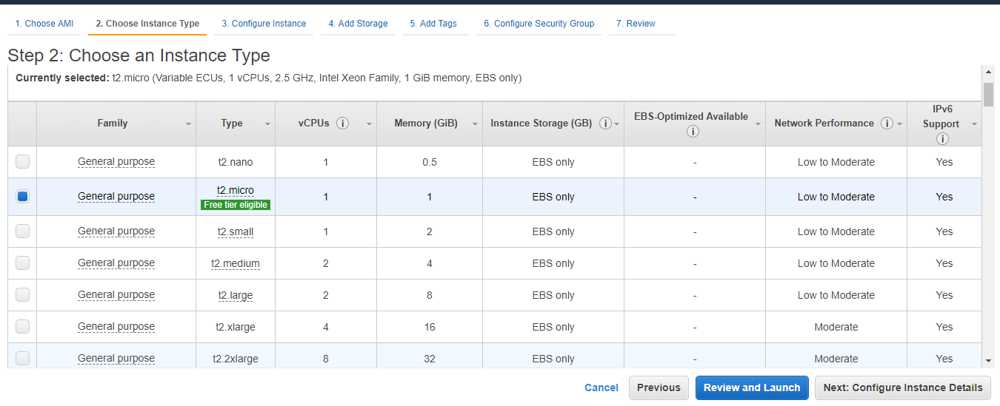 1. Choose AMI 2. Choose Instance Type 3. Configure Instance 4. Add Storage 5. Add Tags 6. Configure Security Group 7. Review
Step 2: Choose an Instance Type
Currently selected: t2.micro (Variable ECUs, 1 vCPUs, 2.5 GHz, Intel Xeon Family, 1 GiB memory, EBS only)
Family Type vCPUs i Memory (GiB) Instance Storage (GB) i EBS-Optimized Available i Network Performance i IPv6 Support i
General purpose t2.nano 1 0.5 EBS only - Low to Moderate Yes
General purpose t2.micro Free tier eligible 1 1 EBS only - Low to Moderate Yes
General purpose t2.small 1 2 EBS only - Low to Moderate Yes
General purpose t2.medium 2 4 EBS only - Low to Moderate Yes
General purpose t2.large 2 8 EBS only - Low to Moderate Yes
General purpose t2.xlarge 4 16 EBS only - Moderate Yes
General purpose t2.2xlarge 8 32 EBS only - Moderate Yes
Cancel Previous Review and Launch Next: Configure Instance Details